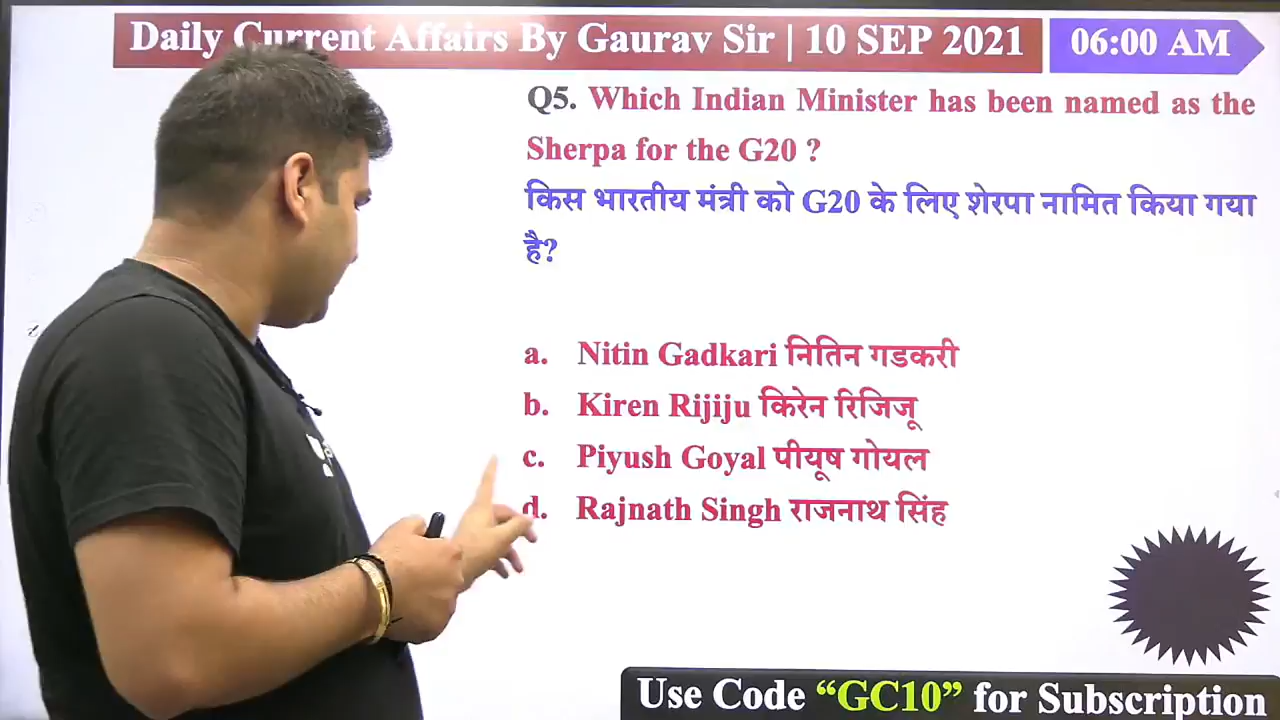 Daily Current Affairs By Gaurav Sir | 10 SEP 2021
06:00 AM
Q5. Which Indian Minister has been named as the
Sherpa for the G20 ?
किस भारतीय मंत्री को G20 के लिए शेरपा नामित किया गया
है?
a. Nitin Gadkari नितिन गडकरी
b. Kiren Rijiju किरेन रिजिजू
c. Piyush Goyal पीयूष गोयल
d. Rajnath Singh राजनाथ सिंह
Use Code “GC10” for Subscription